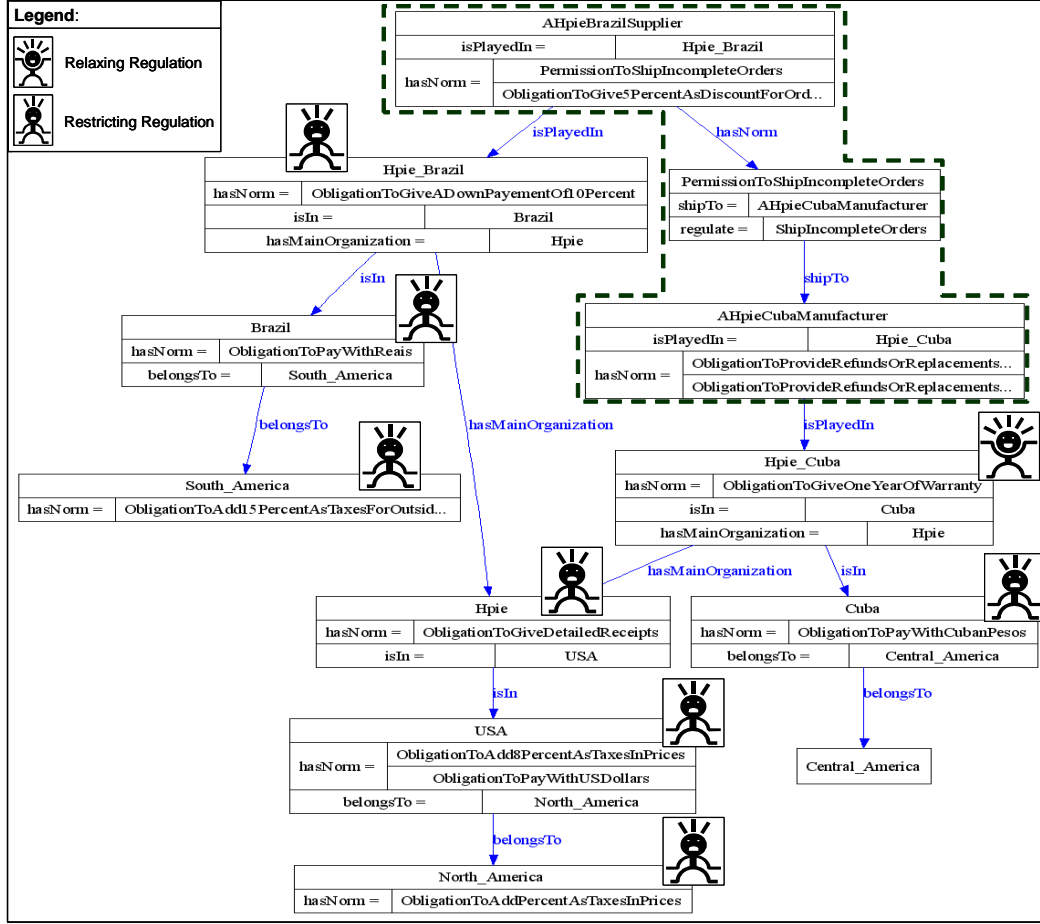 Legend:
Relaxing Regulation
Restricting Regulation
AHpieBrazilSupplier
isPlayedIn = Hpie_Brazil
hasNorm = PermissionToShipIncompleteOrders
ObligationToGive5PercentAsDiscountForOrd...
isPlayedIn
hasNorm
Hpie_Brazil
hasNorm = ObligationToGiveADownPayementOf10Percent
isIn = Brazil
hasMainOrganization = Hpie
PermissionToShipIncompleteOrders
shipTo = AHpieCubaManufacturer
regulate = ShipIncompleteOrders
isIn
shipTo
Brazil
hasNorm = ObligationToPayWithReais
belongsTo = South_America
AHpieCubaManufacturer
isPlayedIn = Hpie_Cuba
hasNorm = ObligationToProvideRefundsOrReplacements...
ObligationToProvideRefundsOrReplacements...
belongsTo
hasMainOrganization
isPlayedIn
South_America
hasNorm = ObligationToAdd15PercentAsTaxesForOutsid...
Hpie_Cuba
hasNorm = ObligationToGiveOneYearOfWarranty
isIn = Cuba
hasMainOrganization = Hpie
hasMainOrganization
isIn
Hpie
hasNorm = ObligationToGiveDetailedReceipts
isIn = USA
Cuba
hasNorm = ObligationToPayWithCubanPesos
belongsTo = Central_America
isIn
belongsTo
USA
hasNorm = ObligationToAdd8PercentAsTaxesInPrices
ObligationToPayWithUSDollars
belongsTo = North_America
Central_America
belongsTo
North_America
hasNorm = ObligationToAddPercentAsTaxesInPrices